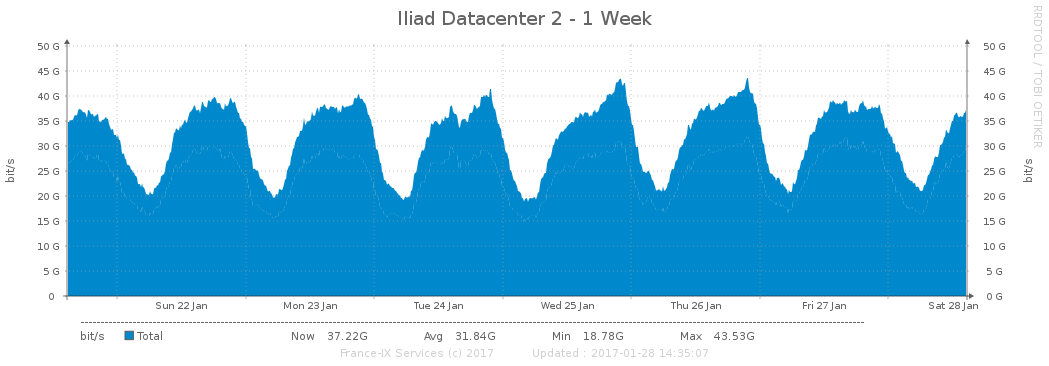 Iliad Datacenter 2 - 1 Week
RRDTOOL / TOBI OETIKER
50 G 50 G
45 G 45 G
40 G 40 G
35 G 35 G
30 G 30 G
25 G 25 G
20 G 20 G
15 G 15 G
10 G 10 G
5 G 5 G
0 0 G
bit/s bit/s
Sun 22 Jan Mon 23 Jan Tue 24 Jan Wed 25 Jan Thu 26 Jan Fri 27 Jan Sat 28 Jan
bit/s Total Now 37.22G Avg 31.84G Min 18.78G Max 43.53G
France-IX Services (c) 2017 Updated : 2017-01-28 14:35:07